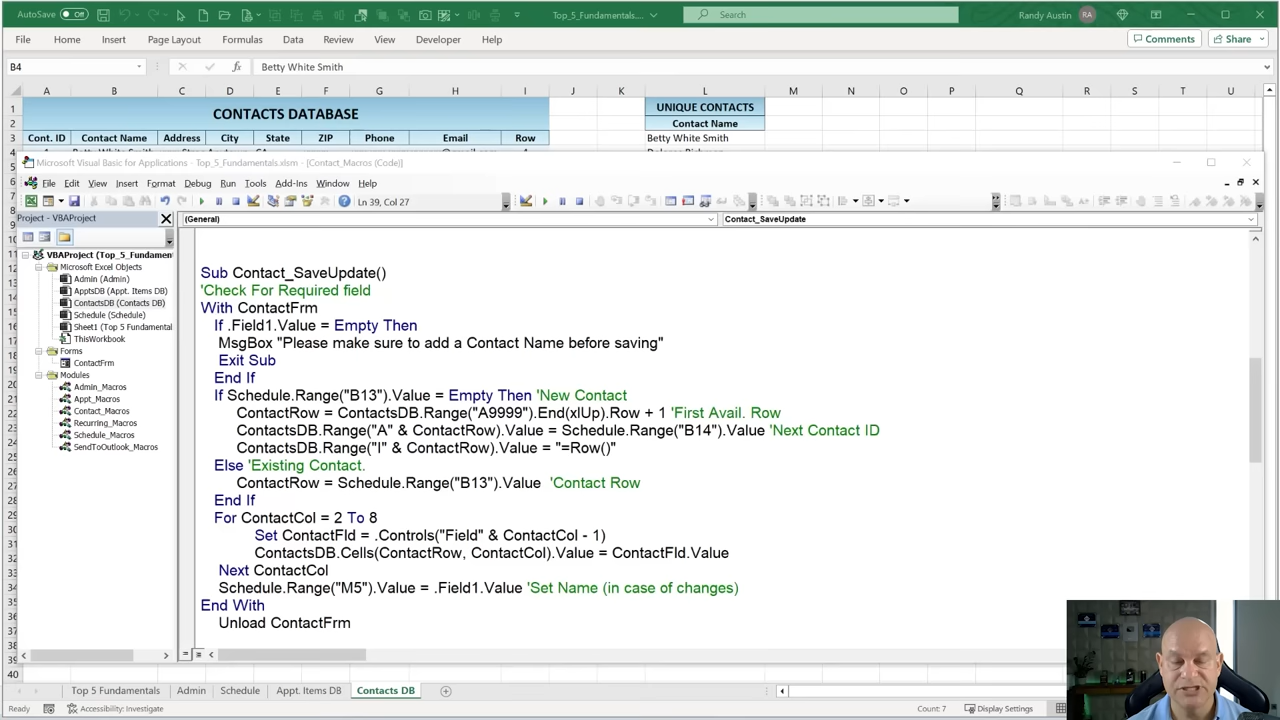 AutoSave Off Top_5_Fundamentals.... Search Randy Austin RA
File Home Insert Draw Page Layout Formulas Data Review View Developer Help Comments Share
B4 fx Betty White Smith
A B C D E F G H I J K L M N O P Q R S T U
1 CONTACTS DATABASE UNIQUE CONTACTS
2 Contact Name
3 Cont. ID Contact Name Address City State ZIP Phone Email Row Betty White Smith
Microsoft Visual Basic for Applications - Top_5_Fundamentals.xlsm - [Contact_Macros (Code)]
File Edit View Insert Format Debug Run Tools Add-Ins Window Help
Ln 39, Col 27
Project - VBAProject
(General) Contact_SaveUpdate
VBAProject (Top_5_Fundamen
Microsoft Excel Objects
Admin (Admin)
ApptsDB (Appt. Items DB)
ContactsDB (Contacts DB)
Schedule (Schedule)
Sheet1 (Top 5 Fundamental
ThisWorkbook
Forms
ContactFrm
Modules
Admin_Macros
Appt_Macros
Contact_Macros
Recurring_Macros
Schedule_Macros
SendToOutlook_Macros
Sub Contact_SaveUpdate()
'Check For Required field
With ContactFrm
If .Field1.Value = Empty Then
MsgBox "Please make sure to add a Contact Name before saving"
Exit Sub
End If
If Schedule.Range("B13").Value = Empty Then 'New Contact
ContactRow = ContactsDB.Range("A9999").End(xlUp).Row + 1 'First Avail. Row
ContactsDB.Range("A" & ContactRow).Value = Schedule.Range("B14").Value 'Next Contact ID
ContactsDB.Range("I" & ContactRow).Value = "=Row()"
Else 'Existing Contact.
ContactRow = Schedule.Range("B13").Value 'Contact Row
End If
For ContactCol = 2 To 8
Set ContactFld = .Controls("Field" & ContactCol - 1)
ContactsDB.Cells(ContactRow, ContactCol).Value = ContactFld.Value
Next ContactCol
Schedule.Range("M5").Value = .Field1.Value 'Set Name (in case of changes)
End With
Unload ContactFrm
40
Top 5 Fundamentals Admin Schedule Appt. Items DB Contacts DB
Ready Accessibility: Investigate Count: 7 Display Settings